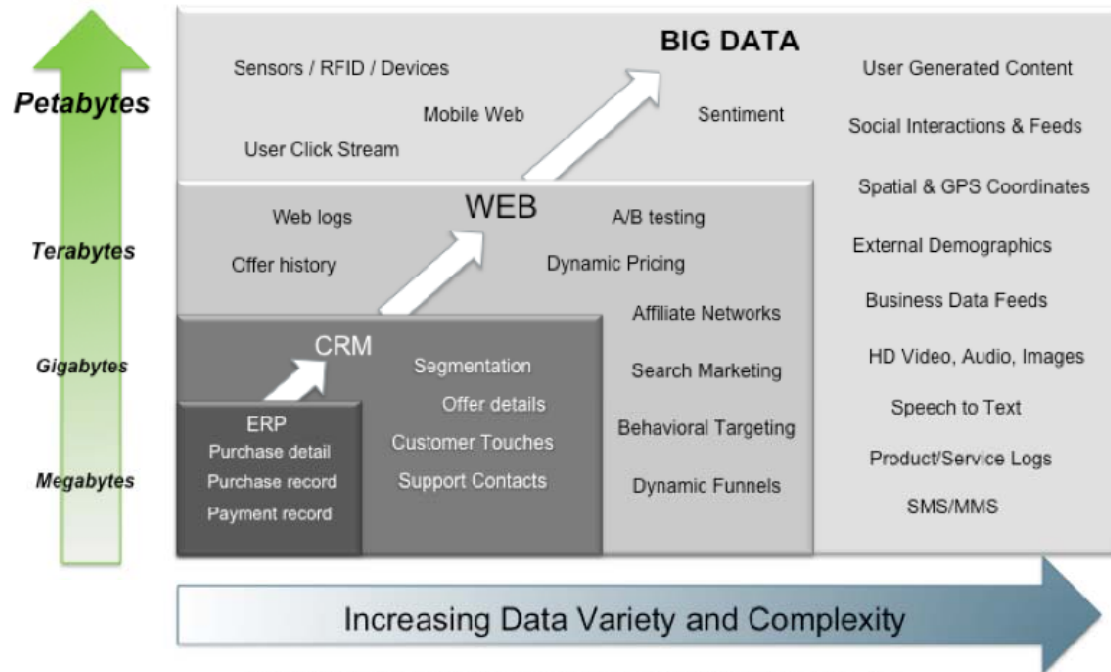 BIG DATA
Sensors / RFID / Devices
User Generated Content
Petabytes
Mobile Web
Sentiment
Social Interactions & Feeds
User Click Stream
Spatial & GPS Coordinates
WEB
Web logs
A/B testing
Terabytes
External Demographics
Offer history
Dynamic Pricing
Business Data Feeds
Affiliate Networks
CRM
Gigabytes
Segmentation
Search Marketing
HD Video, Audio, Images
Offer details
Speech to Text
ERP
Behavioral Targeting
Purchase detail
Customer Touches
Product/Service Logs
Megabytes
Purchase record
Support Contacts
Dynamic Funnels
SMS/MMS
Payment record
Increasing Data Variety and Complexity